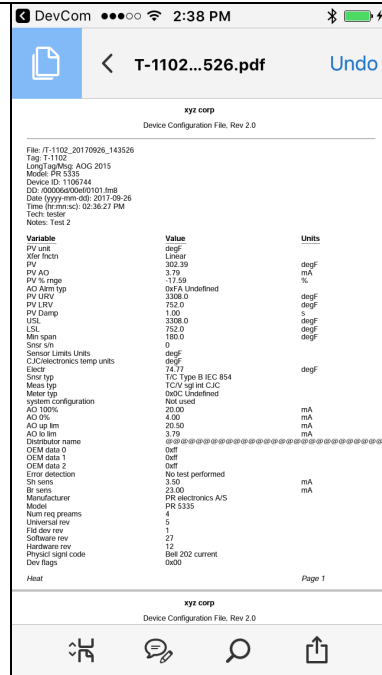 DevCom 2:38 PM
T-1102...526.pdf Undo
xyz corp
Device Configuration File, Rev 2.0
File: /T-1102_20170926_143526
Tag: T-1102
LongTag/Msg: AOG 2015
Model: PR 5335
Device ID: 1106744
DD: /00006d/00ef/0101.fm8
Date (yyyy-mm-dd): 2017-09-26
Time (hr:mn:sc): 02:36:27 PM
Tech: tester
Notes: Test 2
Variable Value Units
PV unit degF
Xfer fnctn Linear
PV 302.39 degF
PV AO 3.79 mA
PV % rnge -17.59 %
AO Alrm typ 0xFA Undefined
PV URV 3308.0 degF
PV LRV 752.0 degF
PV Damp 1.00 s
USL 3308.0 degF
LSL 752.0 degF
Min span 180.0 degF
Snsr s/n 0
Sensor Limits Units degF
CJC/electronics temp units degF
Electr 74.77 degF
Snsr typ T/C Type B IEC 854
Meas typ TC/V sgl int CJC
Meter typ 0x0C Undefined
system configuration Not used
AO 100% 20.00 mA
AO 0% 4.00 mA
AO up lim 20.50 mA
AO lo lim 3.79 mA
Distributor name
OEM data 0 0xff
OEM data 1 0xff
OEM data 2 0xff
Error detection No test performed
Sh sens 3.50 mA
Br sens 23.00 mA
Manufacturer PR electronics A/S
Model PR 5335
Num req preams 4
Universal rev 5
Fld dev rev 1
Software rev 27
Hardware rev 12
Physicl signl code Bell 202 current
Dev flags 0x00
Heat Page 1
xyz corp
Device Configuration File, Rev 2.0